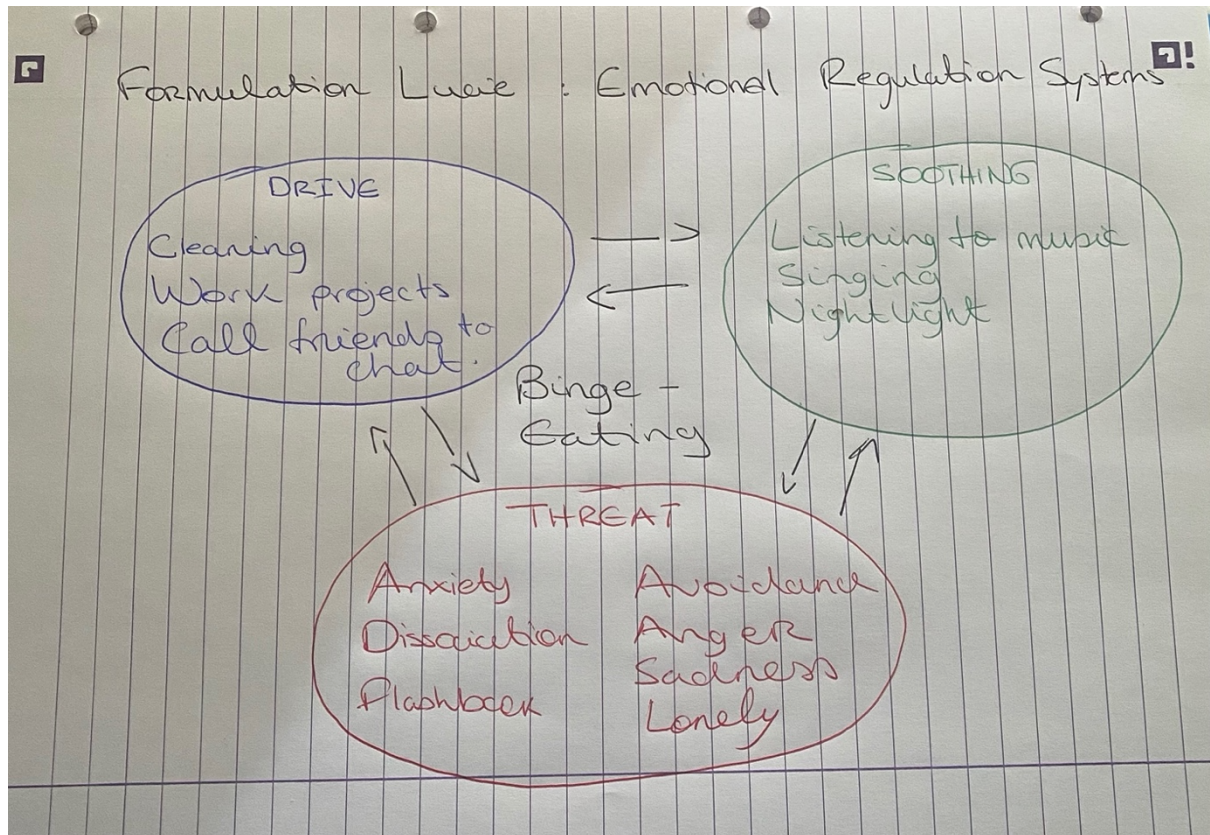 Formulation Lucie : Emotional Regulation Systems
DRIVE
Cleaning
Work projects
Call friends to
chat.
SOOTHING
Listening to music
Singing
Nightlight
Binge -
Eating
THREAT
Anxiety
Dissociation
Flashback
Avoidance
Anger
Sadness
Lonely